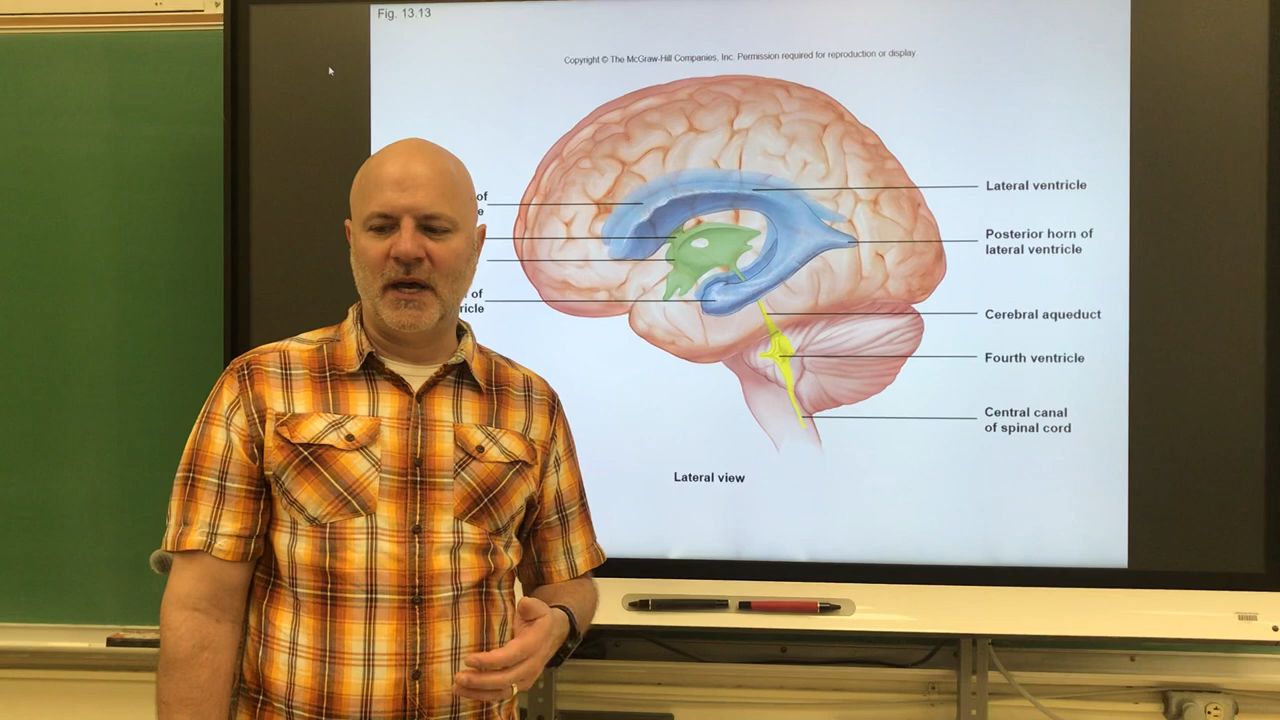 Fig. 13.13
Copyright © The McGraw-Hill Companies, Inc. Permission required for reproduction or display.
of
e
of
ricle
Lateral ventricle
Posterior horn of
lateral ventricle
Cerebral aqueduct
Fourth ventricle
Central canal
of spinal cord
Lateral view